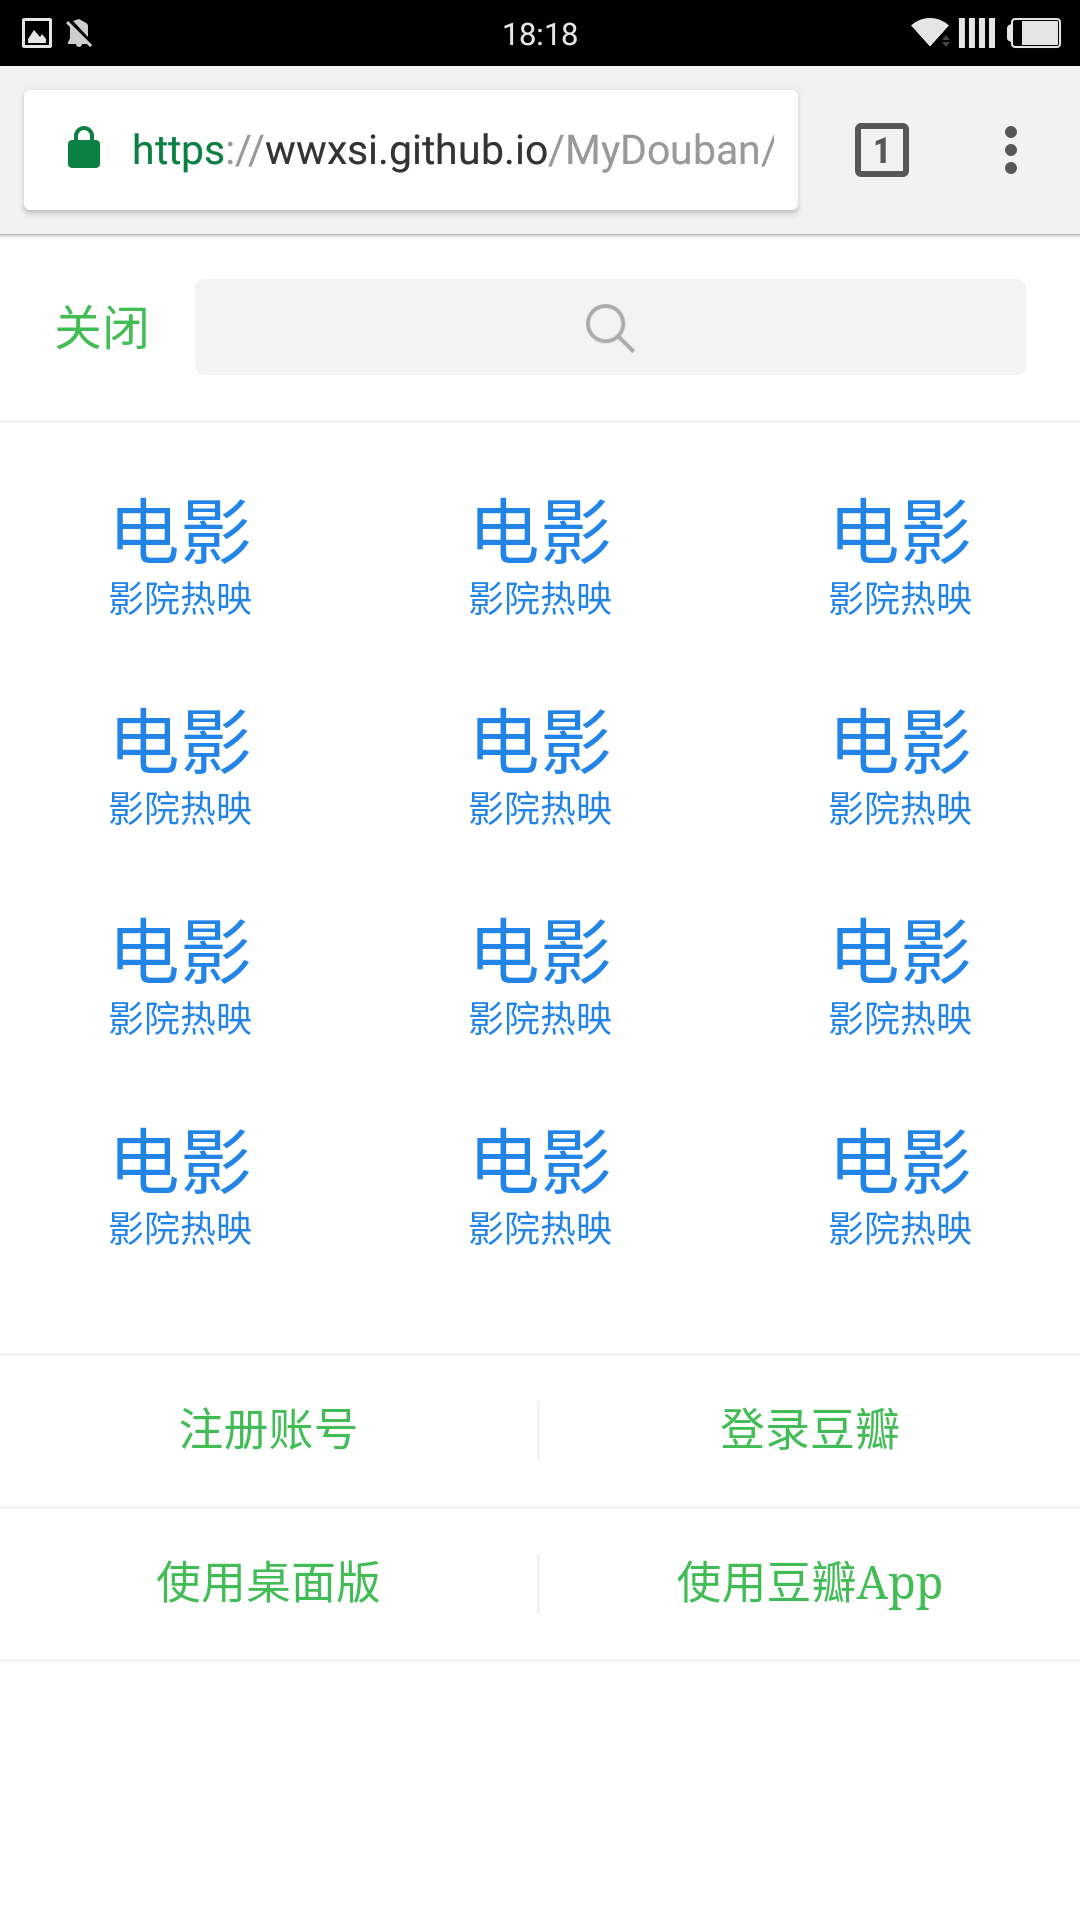 18:18
https://wwxsi.github.io/MyDouban/
1
关闭
电影 电影 电影
影院热映 影院热映 影院热映
电影 电影 电影
影院热映 影院热映 影院热映
电影 电影 电影
影院热映 影院热映 影院热映
电影 电影 电影
影院热映 影院热映 影院热映
注册账号 登录豆瓣
使用桌面版 使用豆瓣App